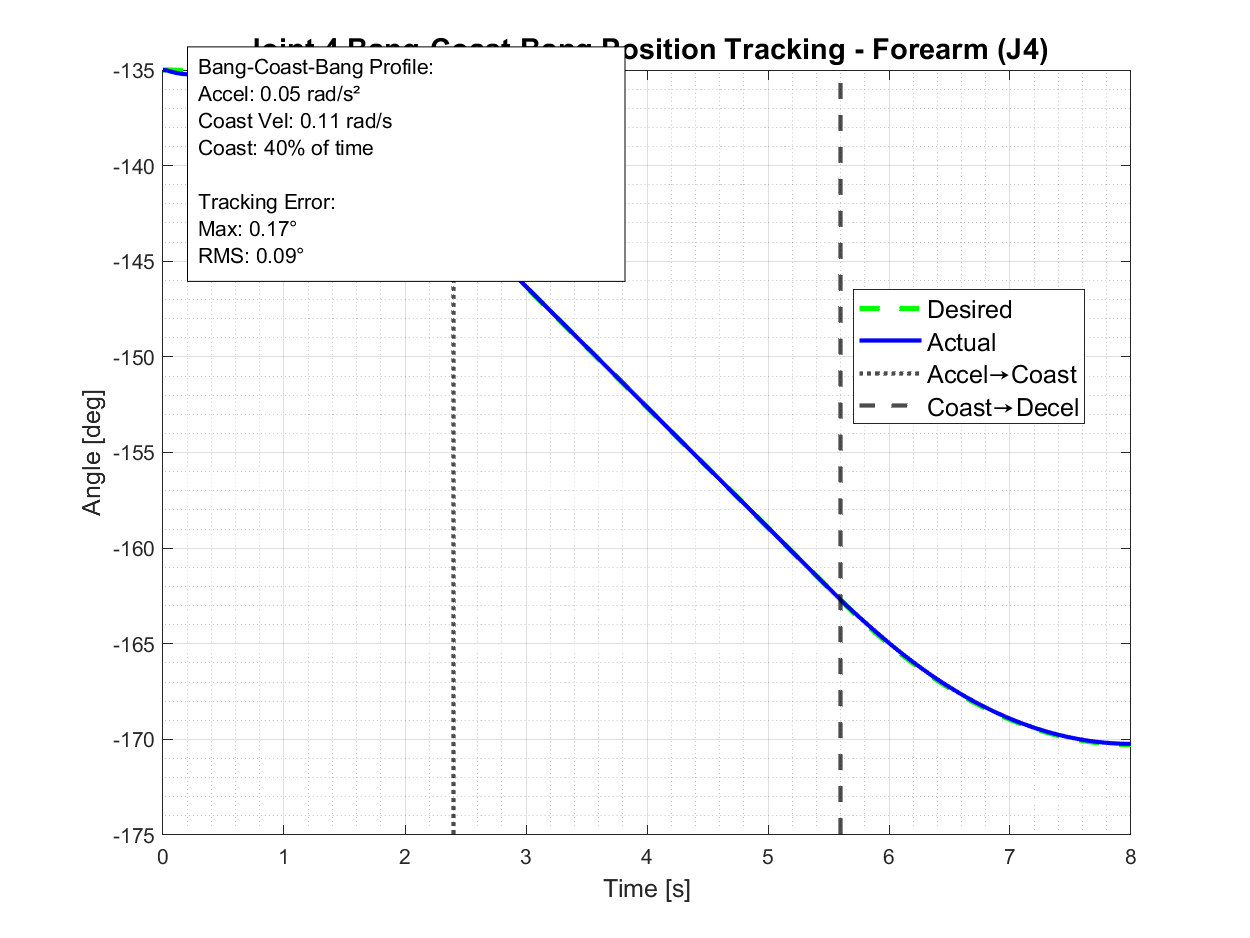 Joint 4 Bang-Coast-Bang Position Tracking - Forearm (J4)
Bang-Coast-Bang Profile:
Accel: 0.05 rad/s²
Coast Vel: 0.11 rad/s
Coast: 40% of time
Tracking Error:
Max: 0.17°
RMS: 0.09°
-135
-140
-145
-150
-155
-160
-165
-170
-175
Angle [deg]
Desired
Actual
Accel→Coast
Coast→Decel
0 1 2 3 4 5 6 7 8
Time [s]